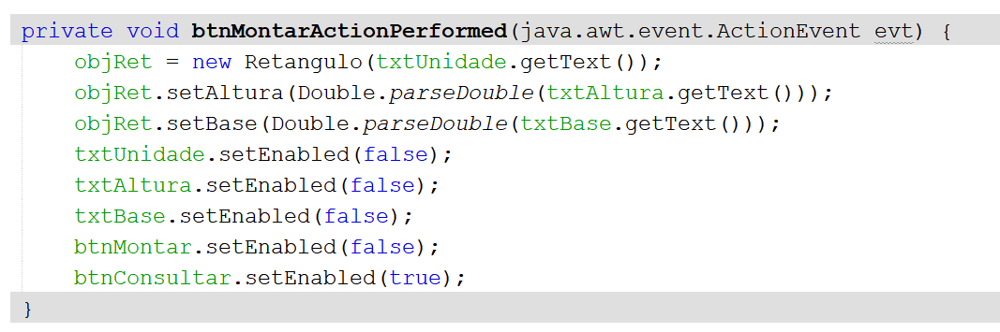 private void btnMontarActionPerformed(java.awt.event.ActionEvent evt) {
    objRet = new Retangulo(txtUnidade.getText());
    objRet.setAltura(Double.parseDouble(txtAltura.getText()));
    objRet.setBase(Double.parseDouble(txtBase.getText()));
    txtUnidade.setEnabled(false);
    txtAltura.setEnabled(false);
    txtBase.setEnabled(false);
    btnMontar.setEnabled(false);
    btnConsultar.setEnabled(true);
}